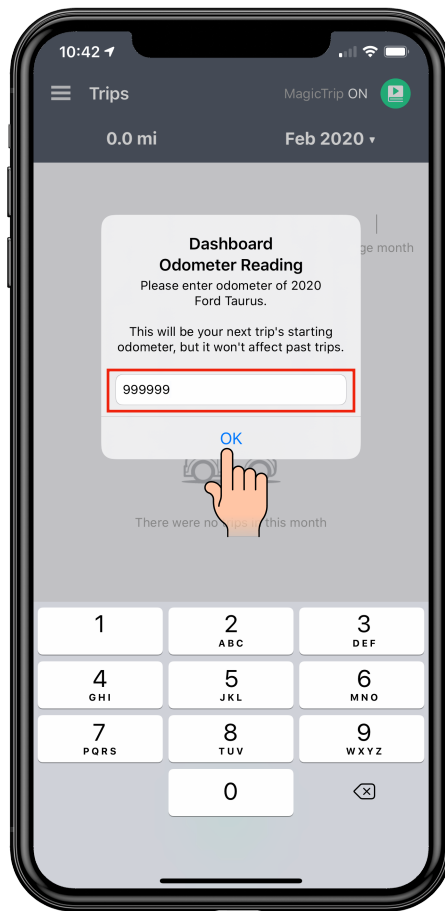 10:42
Trips
MagicTrip ON
0.0 mi
Feb 2020
ge month
Dashboard
Odometer Reading
Please enter odometer of 2020
Ford Taurus.
This will be your next trip's starting
odometer, but it won't affect past trips.
999999
OK
There were no trips in this month
1
2
ABC
3
DEF
4
GHI
5
JKL
6
MNO
7
PQRS
8
TUV
9
WXYZ
0